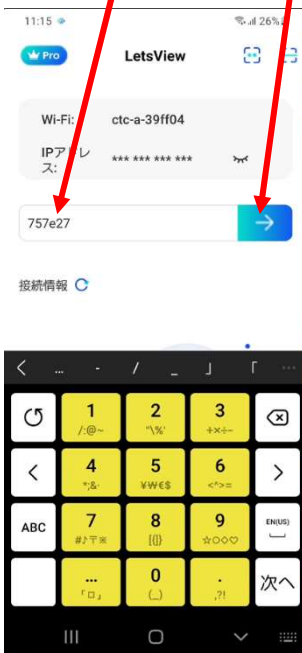 11:15 26%
Pro LetsView
Wi-Fi: ctc-a-39ff04
IPアドレス: *** *** *** ***
757e27
接続情報
... - / _ 」 「 ...
1 2 3
/:@~ "\%' +×÷−
4 5 6
*;&· ¥₩€$ <^>=
ABC 7 8 9 EN(US)
#♪〒※ [{]} ☆○◇♡
... 0 . 次へ
「ロ」 (_) ,?!